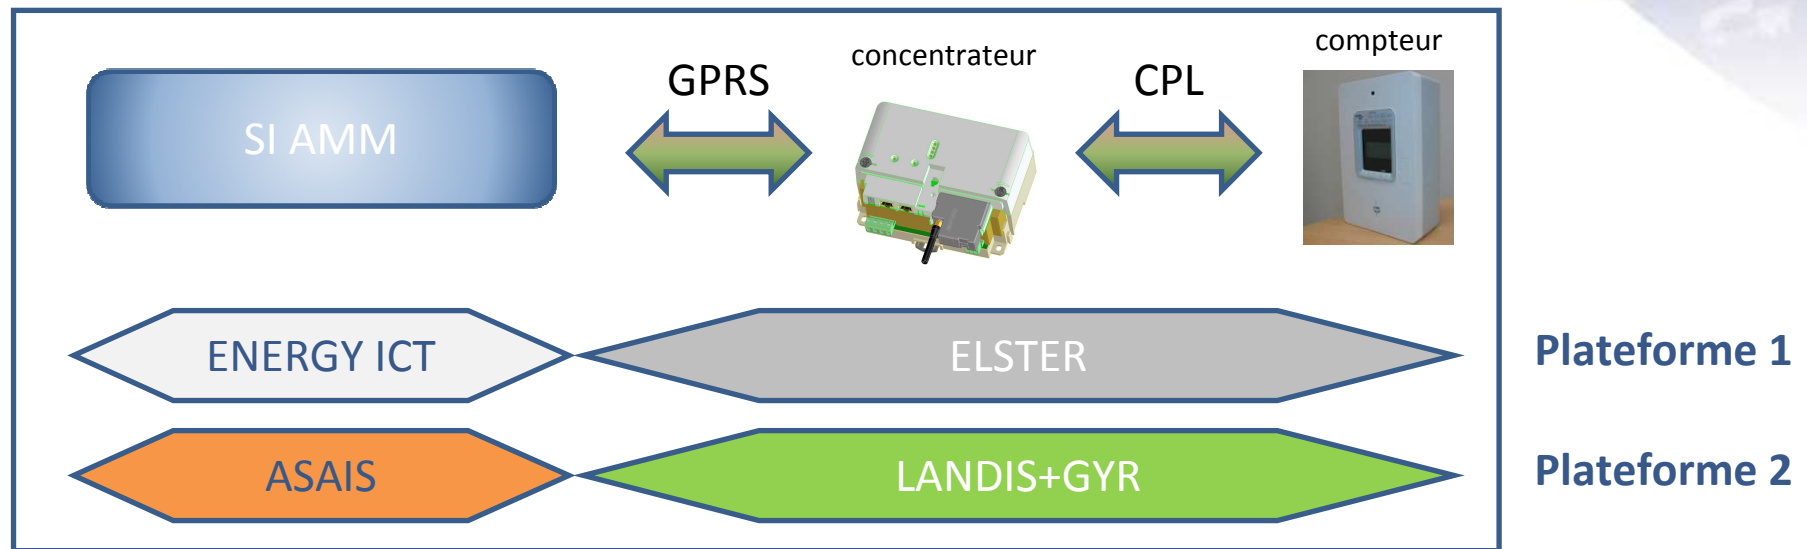 compteur
concentrateur
GPRS
CPL
SI AMM
ENERGY ICT
ELSTER
Plateforme 1
ASAIS
LANDIS+GYR
Plateforme 2